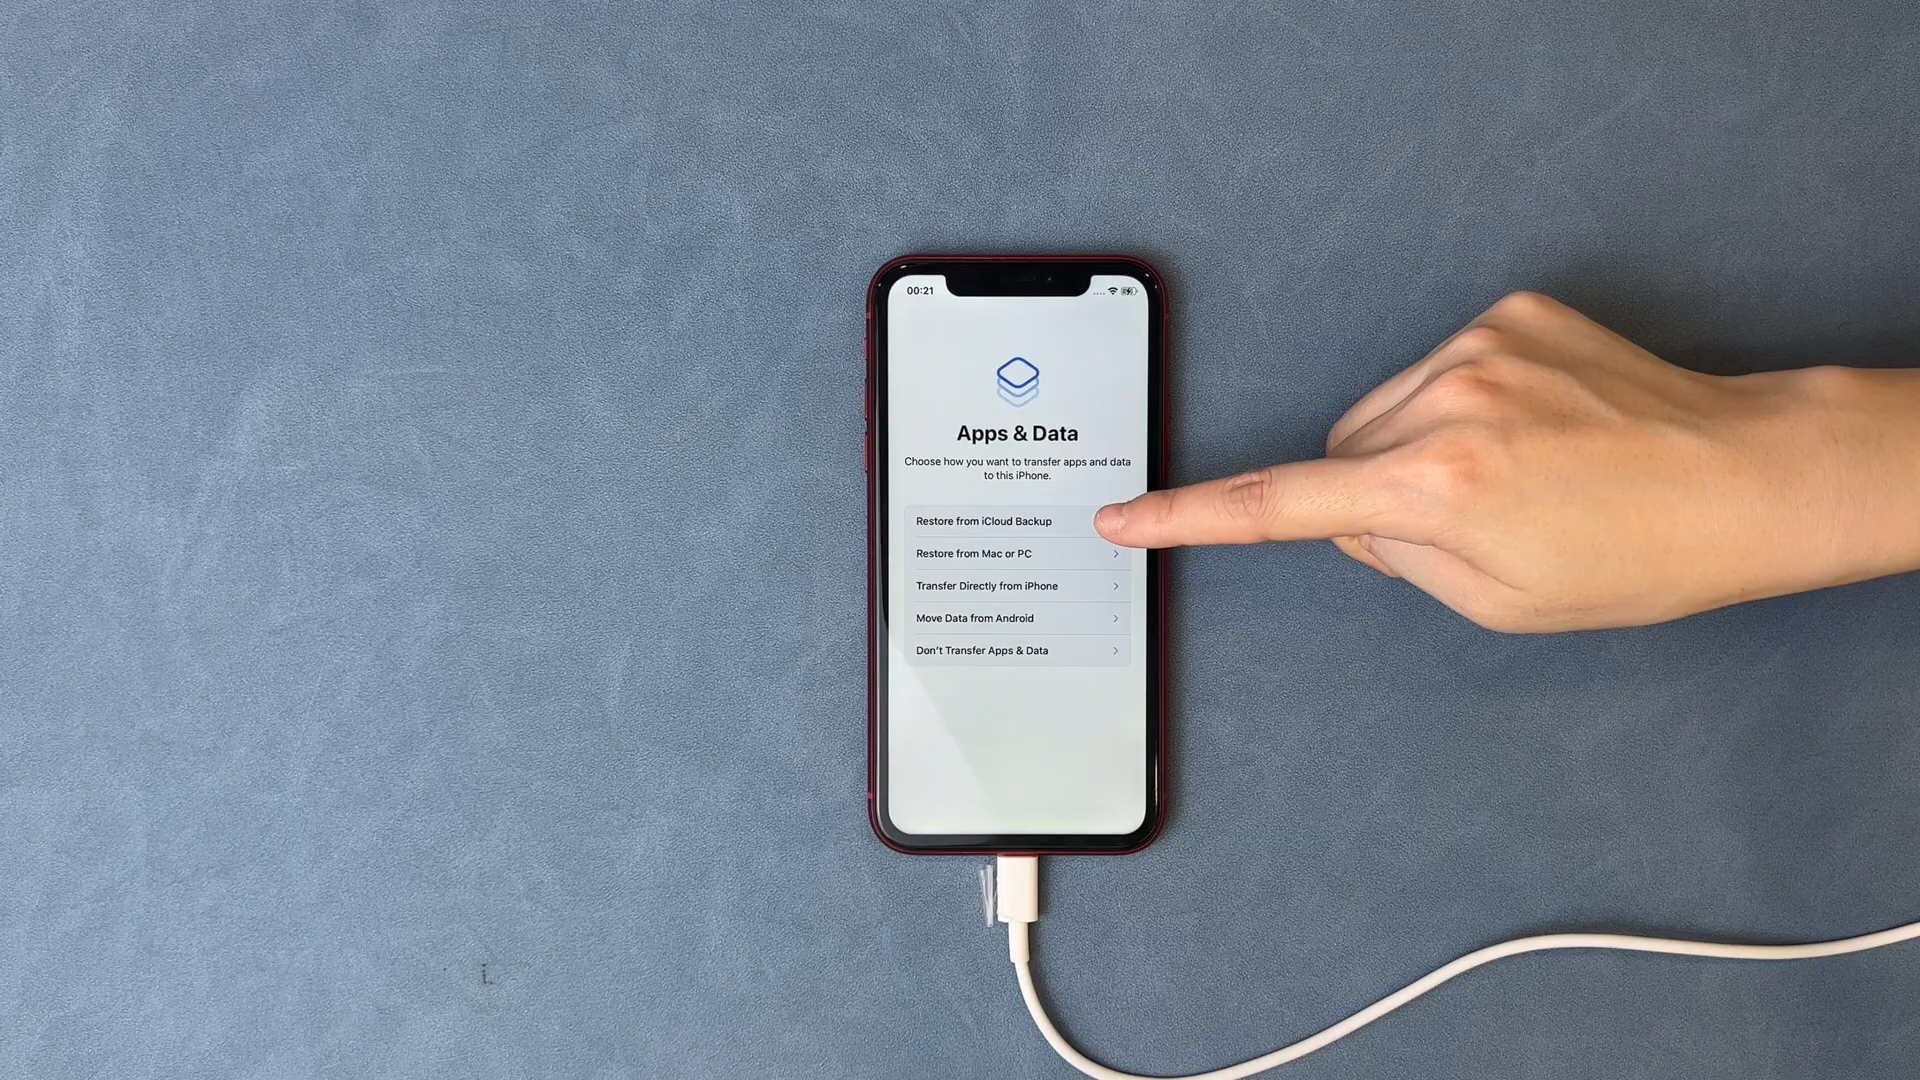 00:21
Apps & Data
Choose how you want to transfer apps and data
to this iPhone.
Restore from iCloud Backup
Restore from Mac or PC
Transfer Directly from iPhone
Move Data from Android
Don't Transfer Apps & Data